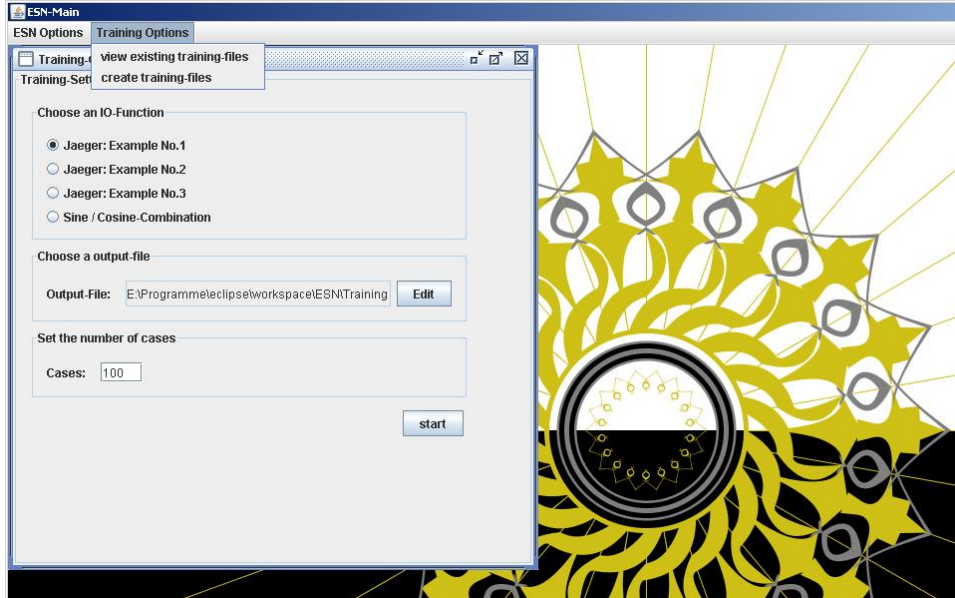 ESN-Main
ESN Options Training Options
view existing training-files
create training-files
Training-
Training-Set
Choose an IO-Function
Jaeger: Example No.1
Jaeger: Example No.2
Jaeger: Example No.3
Sine / Cosine-Combination
Choose a output-file
Output-File: E:\Programme\eclipse\workspace\ESN\Training Edit
Set the number of cases
Cases: 100
start